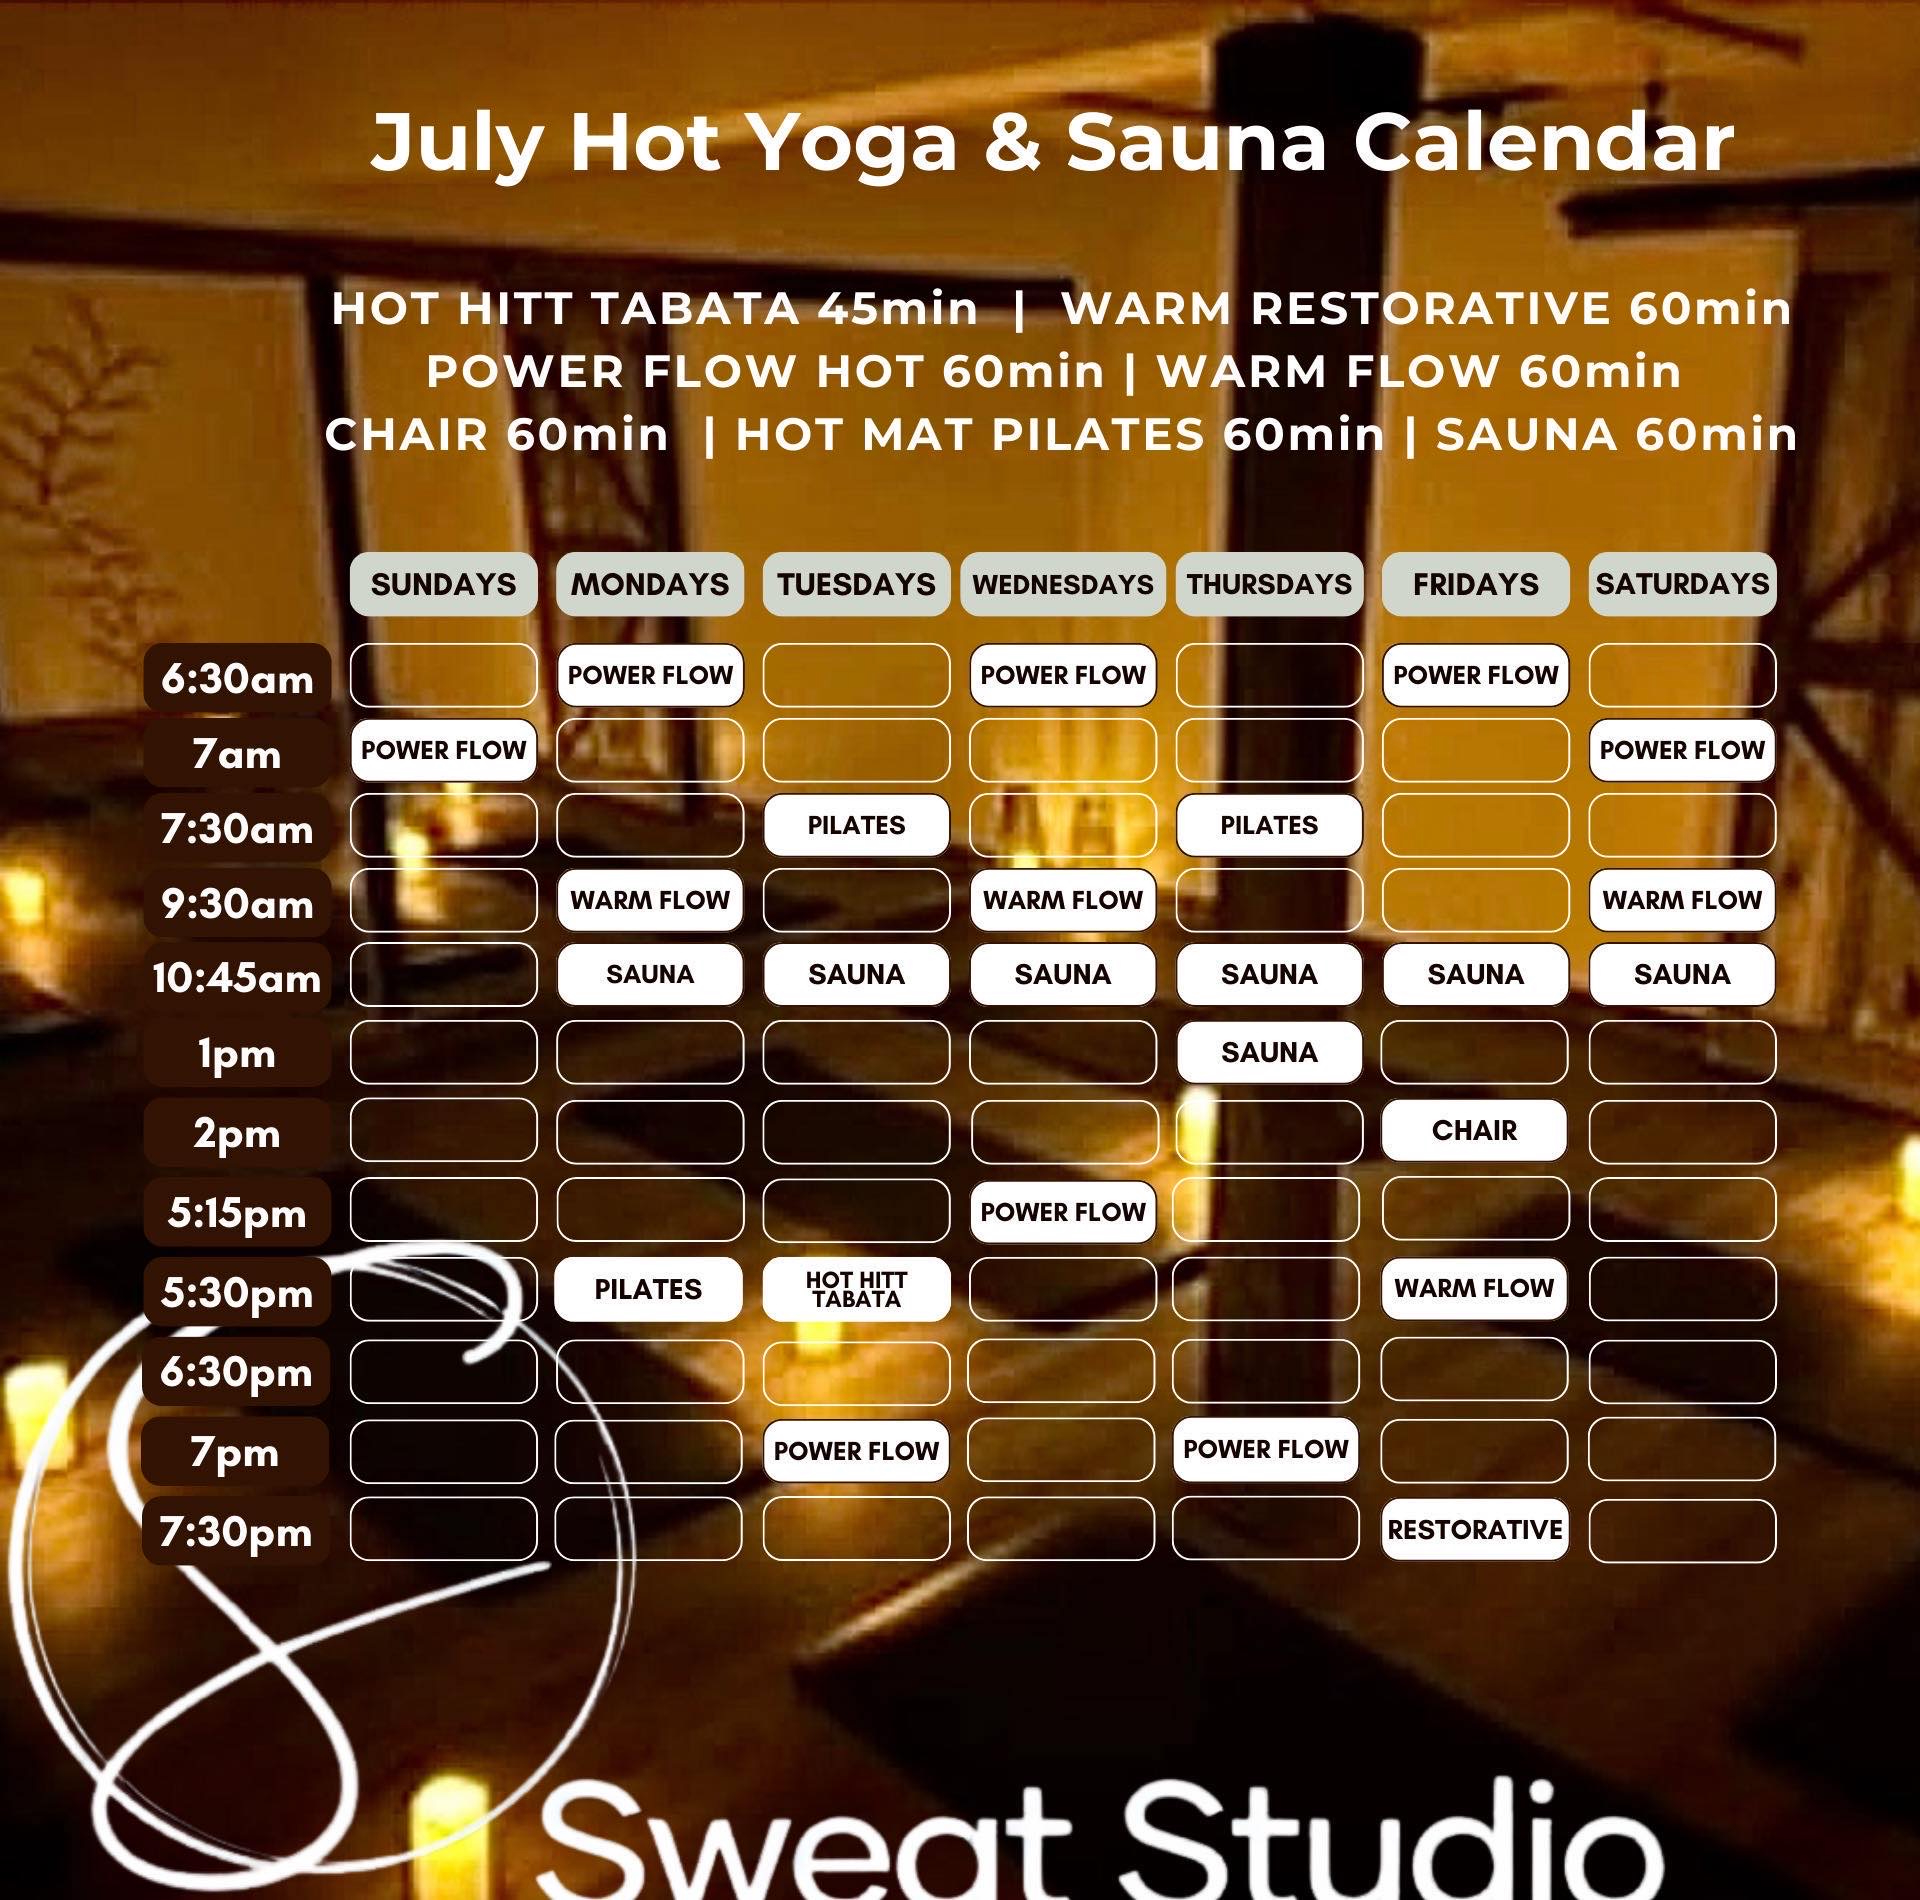 July Hot Yoga & Sauna Calendar
HOT HITT TABATA 45min | WARM RESTORATIVE 60min
POWER FLOW HOT 60min | WARM FLOW 60min
CHAIR 60min | HOT MAT PILATES 60min | SAUNA 60min
SUNDAYS MONDAYS TUESDAYS WEDNESDAYS THURSDAYS FRIDAYS SATURDAYS
6:30am POWER FLOW POWER FLOW POWER FLOW
7am POWER FLOW POWER FLOW
7:30am PILATES PILATES
9:30am WARM FLOW WARM FLOW WARM FLOW
10:45am SAUNA SAUNA SAUNA SAUNA SAUNA SAUNA
1pm SAUNA
2pm CHAIR
5:15pm POWER FLOW
5:30pm PILATES HOT HITT TABATA WARM FLOW
6:30pm
7pm POWER FLOW POWER FLOW
7:30pm RESTORATIVE
Sweat Studio